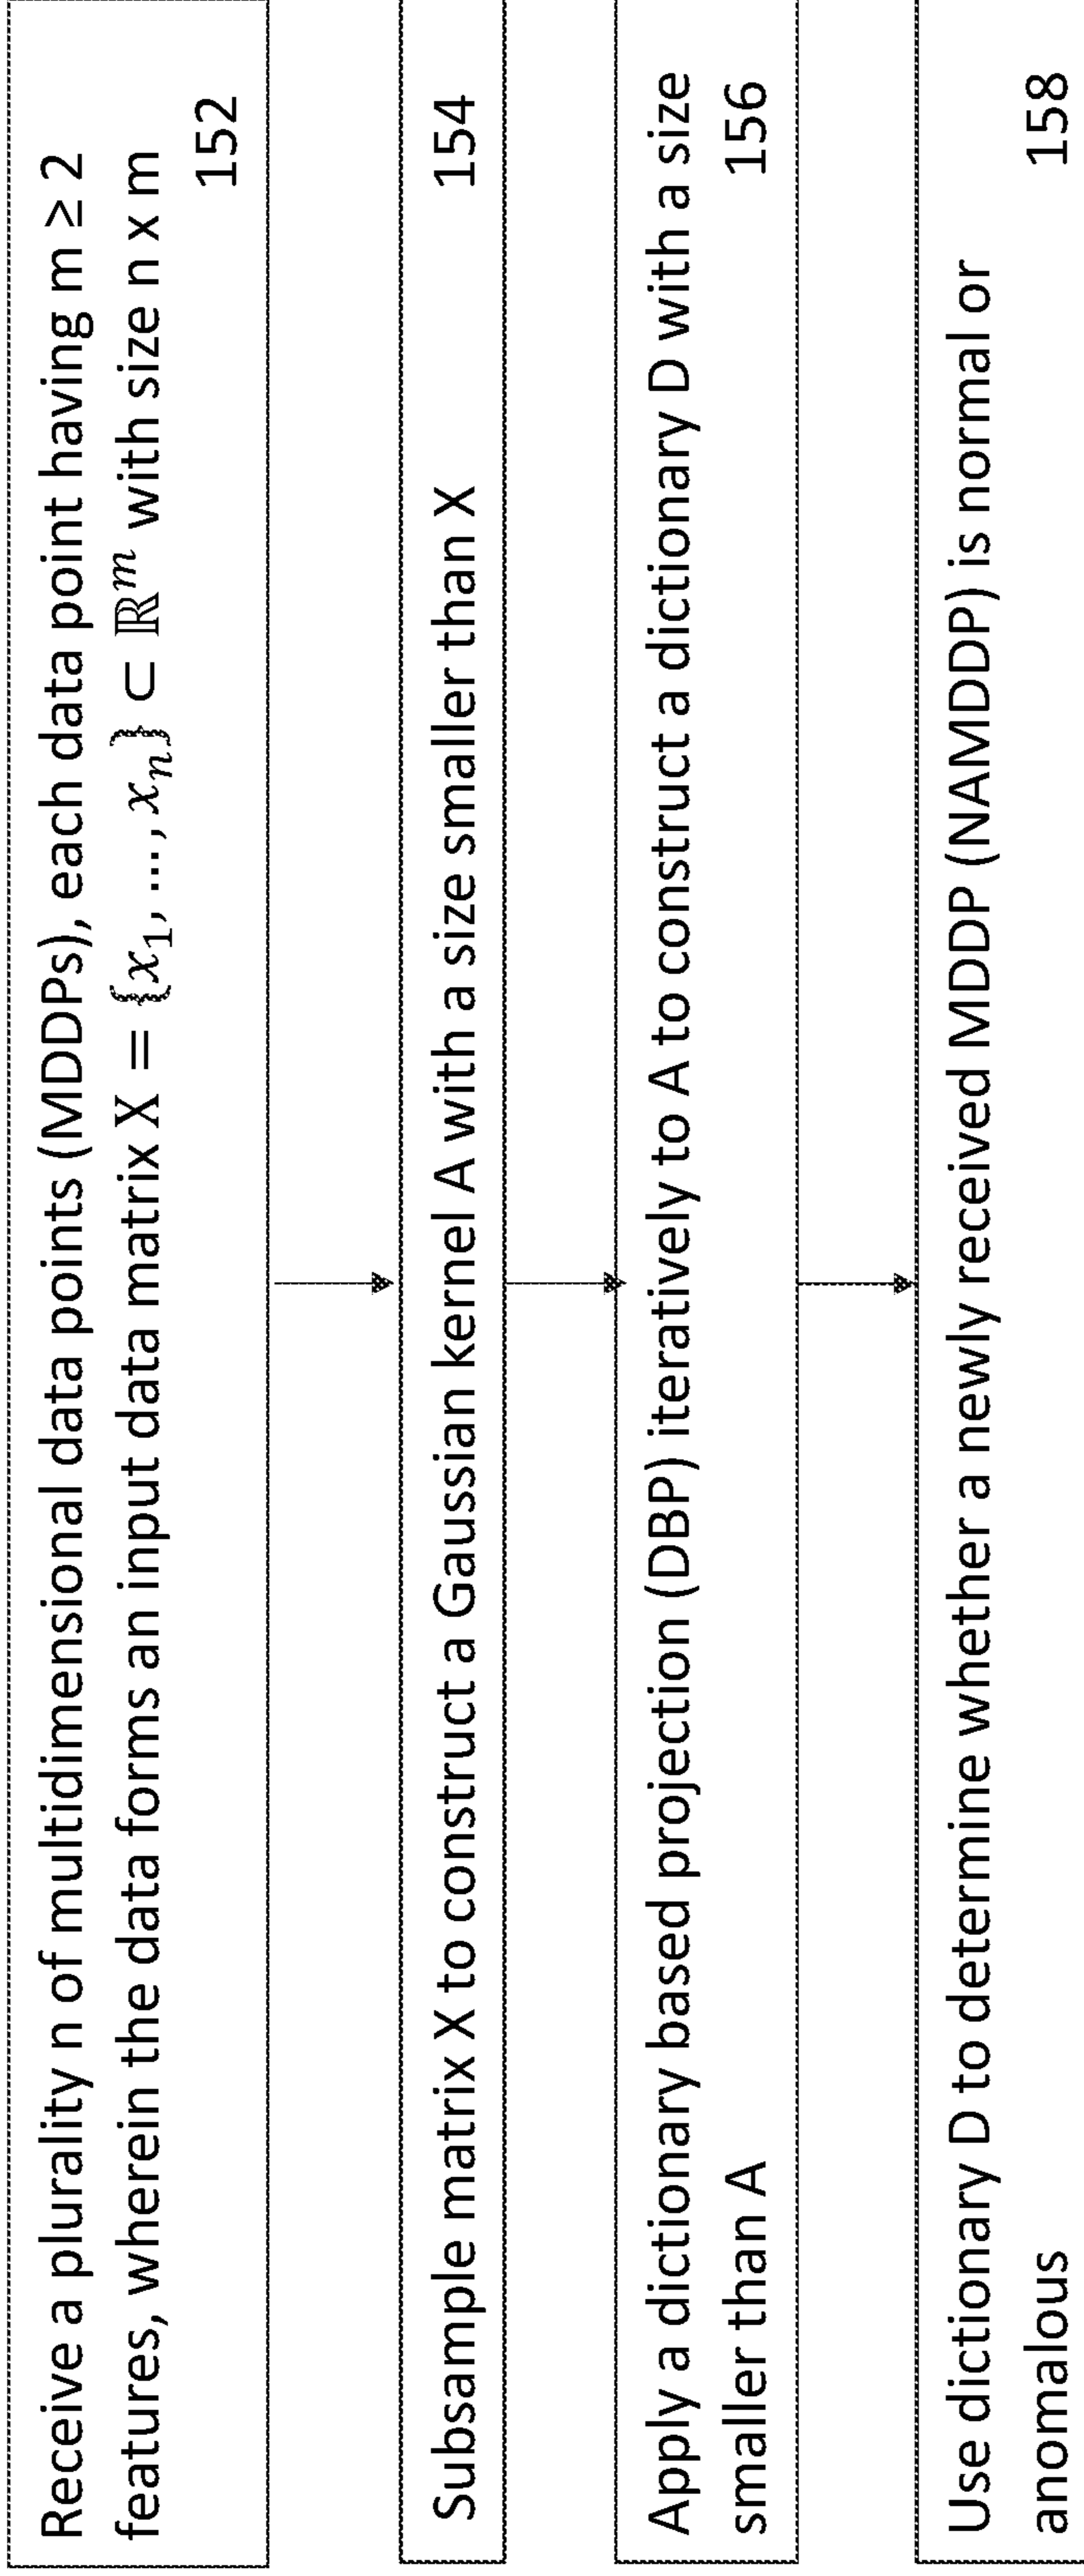 Receive a plurality n of multidimensional data points (MDDPs), each data point having m ≥ 2
features, wherein the data forms an input data matrix X = {x₁, ..., xₙ} ⊂ ℝᵐ with size n x m
152
Subsample matrix X to construct a Gaussian kernel A with a size smaller than X 154
Apply a dictionary based projection (DBP) iteratively to A to construct a dictionary D with a size
smaller than A 156
Use dictionary D to determine whether a newly received MDDP (NAMDDP) is normal or
anomalous 158